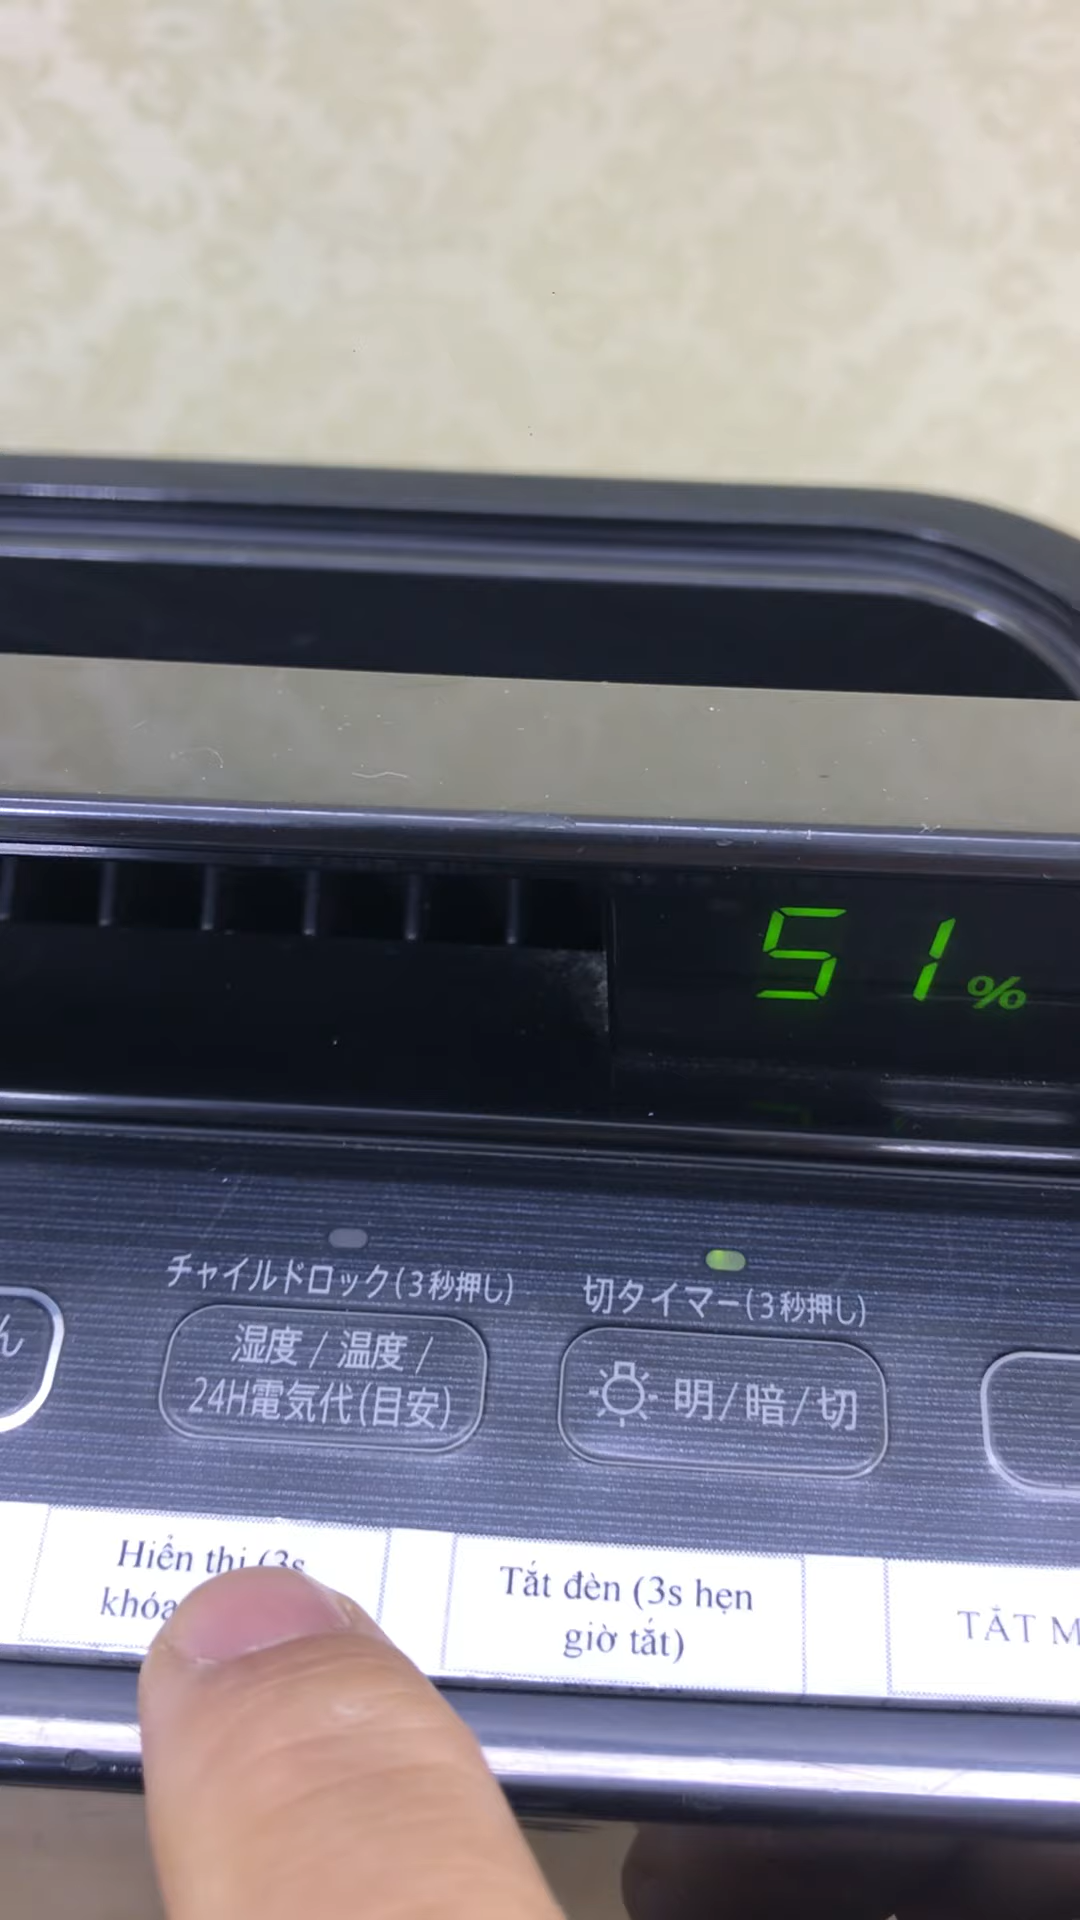 51%
チャイルドロック(3秒押し)
切タイマー(3秒押し)
ん
湿度 / 温度 /
24H電気代(目安)
明/暗/切
Hiển thị (3s
khóa
Tắt đèn (3s hẹn
giờ tắt)
TẮT M